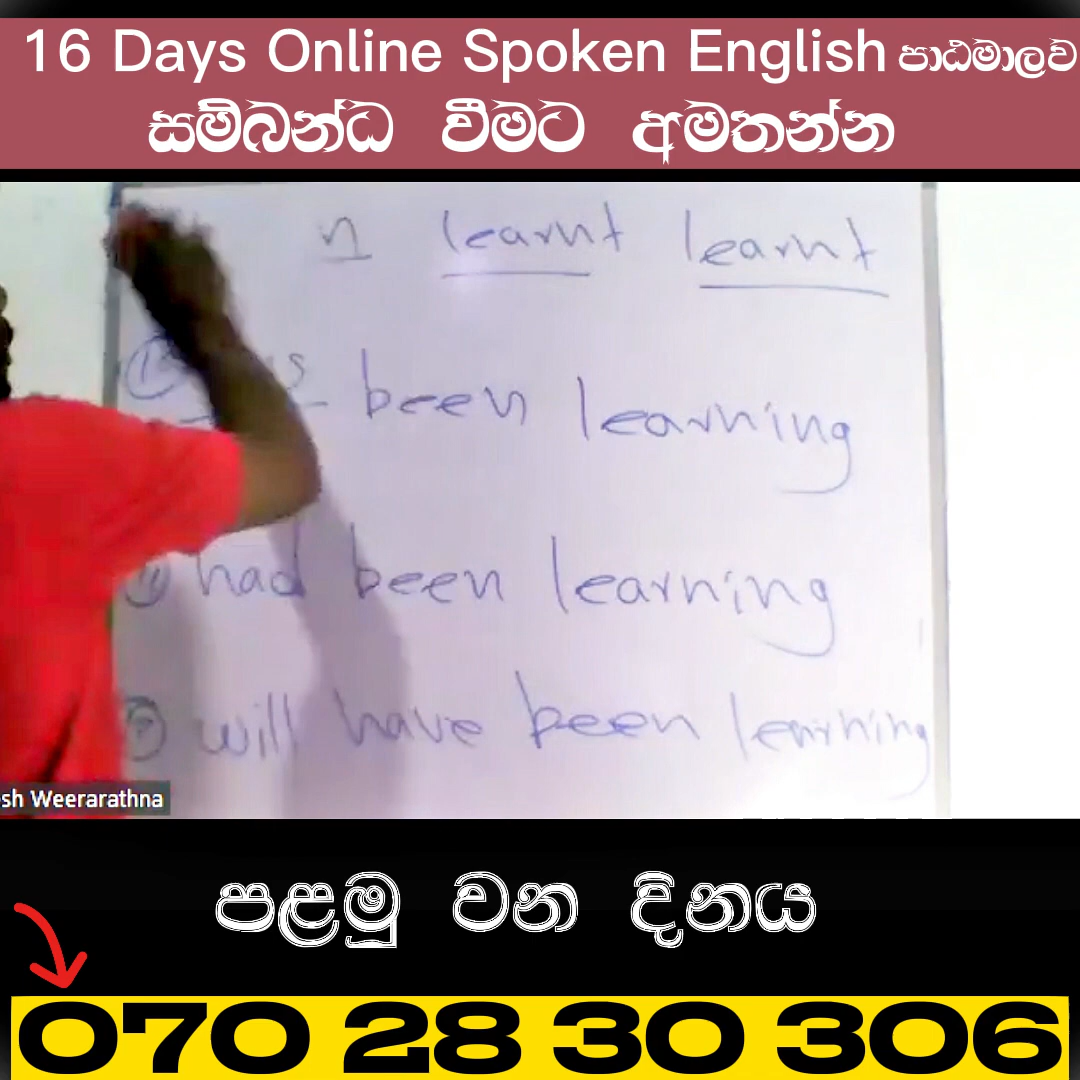 16 Days Online Spoken English පාඨමාලව
සම්බන්ධ වීමට අමතන්න
n learnt learnt
been learning
had been learning
will have been learning
sh Weerarathna
පළමු වන දිනය
070 28 30 306